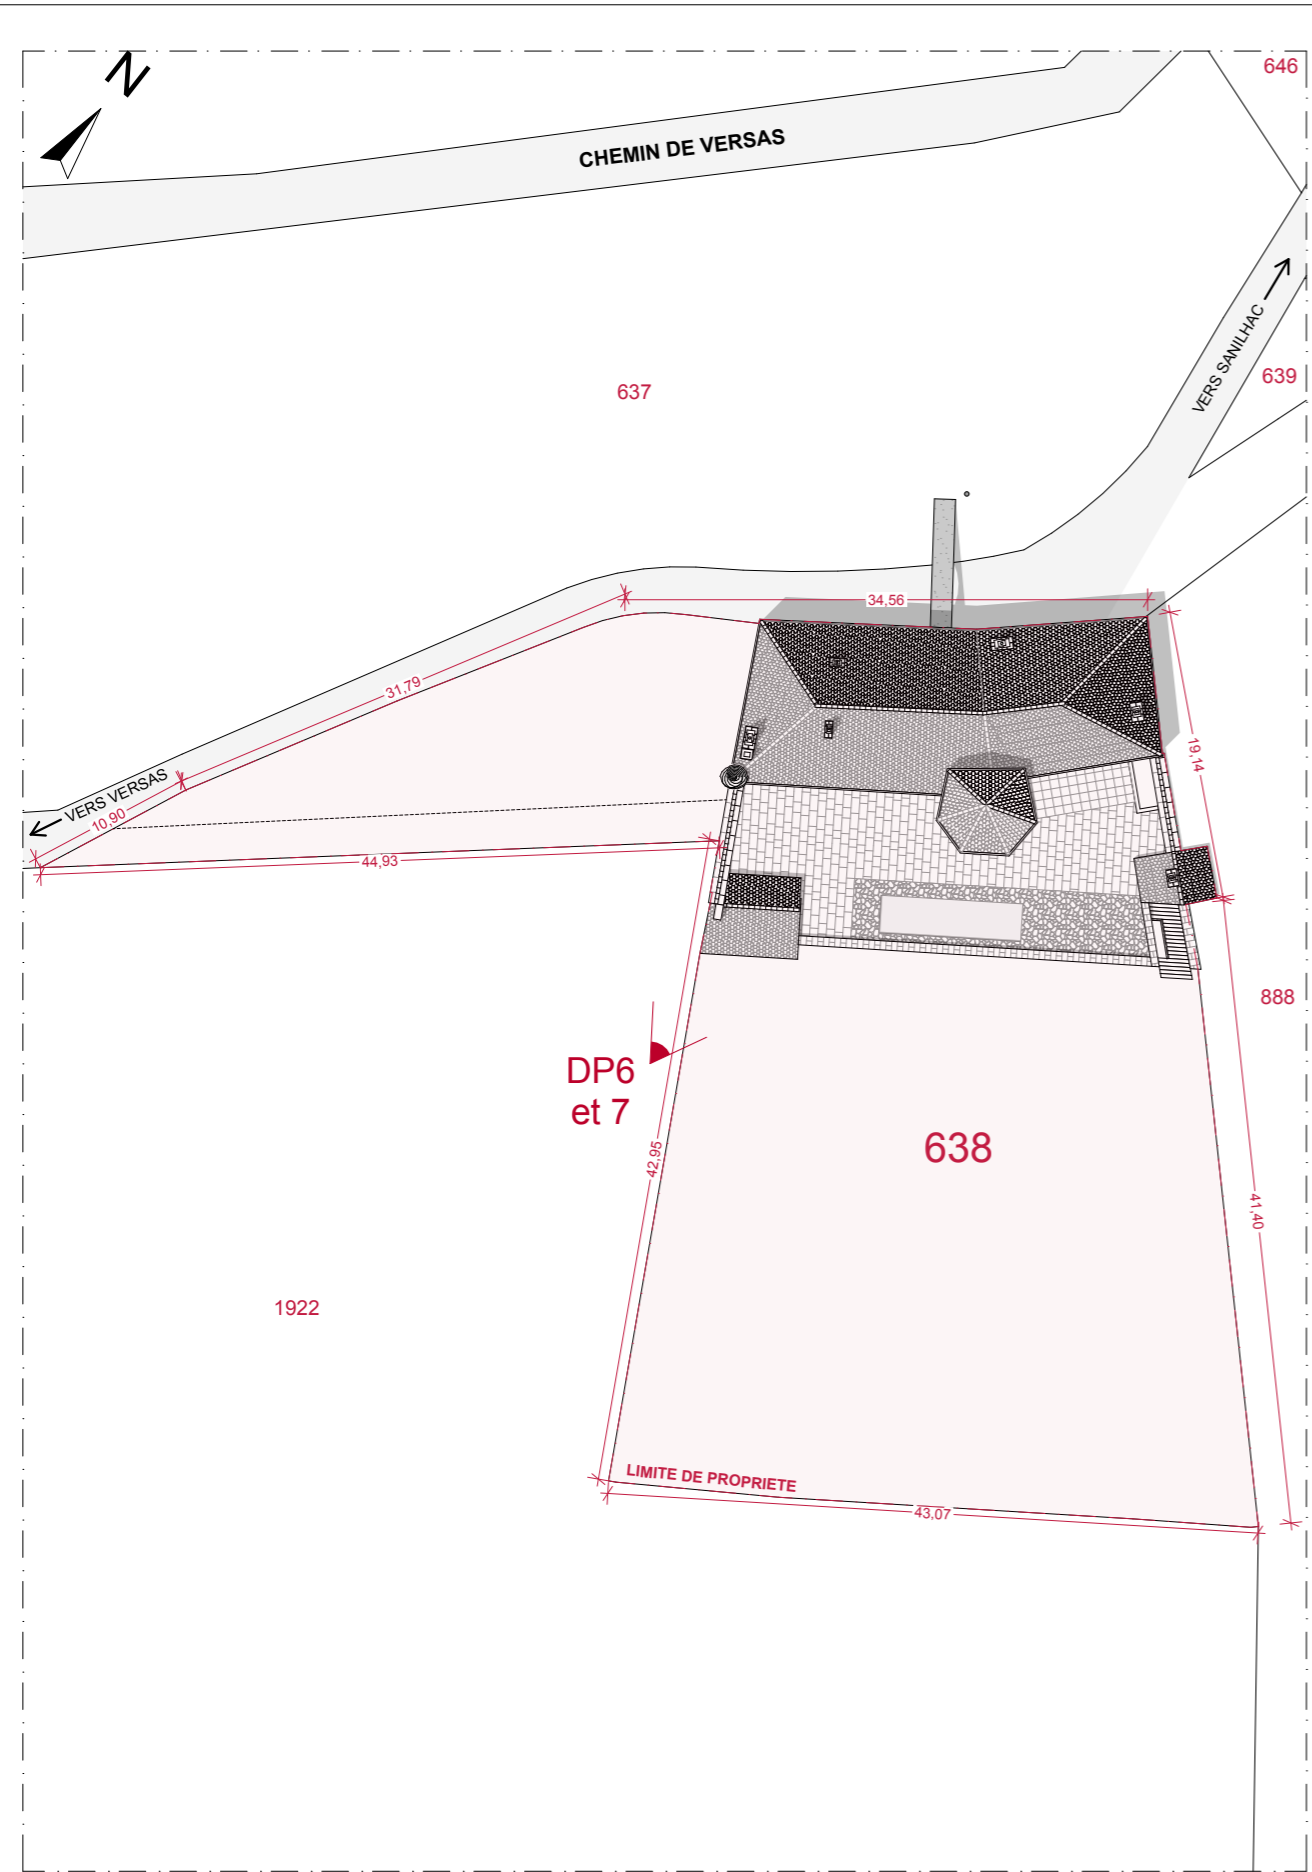 N
646
CHEMIN DE VERSAS
VERS SANILHAC
639
637
34,56
31,79
19,14
VERS VERSAS
10,90
44,93
888
DP6
et 7
638
42,95
41,40
1922
LIMITE DE PROPRIETE
43,07